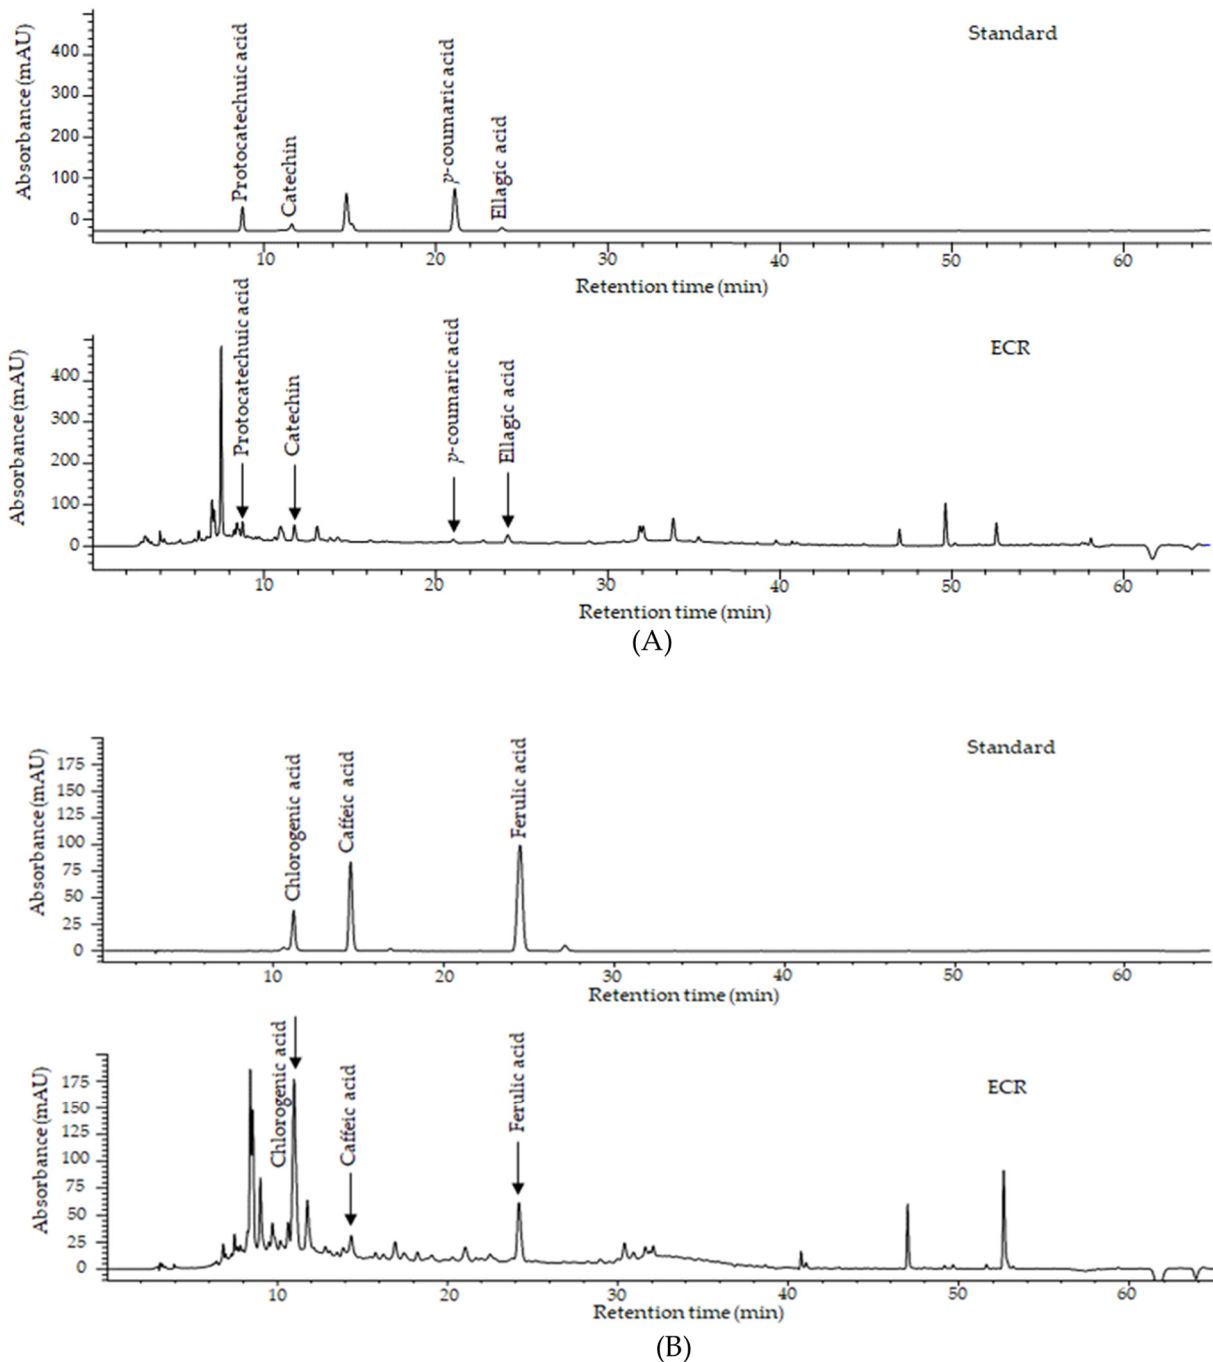 Standard
Absorbance (mAU)
400
300
200
100
0
Protocatechuic acid
Catechin
p-coumaric acid
Ellagic acid
10 20 30 40 50 60
Retention time (min)
ECR
Absorbance (mAU)
400
300
200
100
0
Protocatechuic acid
Catechin
p-coumaric acid
Ellagic acid
10 20 30 40 50 60
Retention time (min)
(A)
Standard
Absorbance (mAU)
175
150
125
100
75
50
25
0
Chlorogenic acid
Caffeic acid
Ferulic acid
10 20 30 40 50 60
Retention time (min)
ECR
Absorbance (mAU)
175
150
125
100
75
50
25
0
Chlorogenic acid
Caffeic acid
Ferulic acid
10 20 30 40 50 60
Retention time (min)
(B)